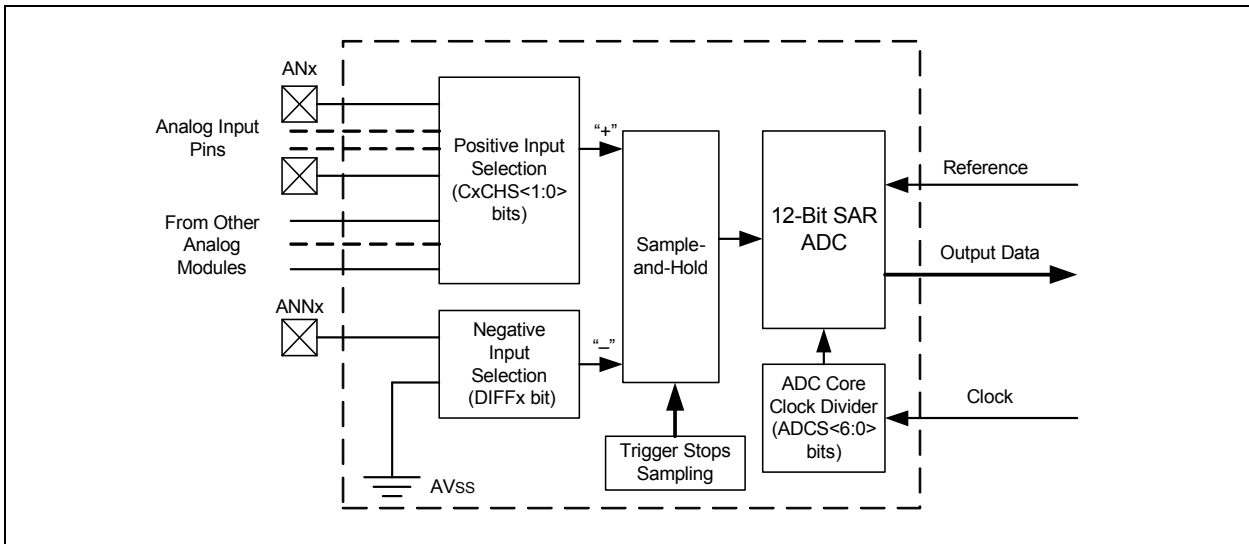 ANx
Analog Input
Pins
From Other
Analog
Modules
ANNx
Positive Input
Selection
(CxCHS<1:0>
bits)
“+”
Negative
Input
Selection
(DIFFx bit)
“–”
AVSS
Sample-
and-Hold
Trigger Stops
Sampling
12-Bit SAR
ADC
ADC Core
Clock Divider
(ADCS<6:0>
bits)
Reference
Output Data
Clock